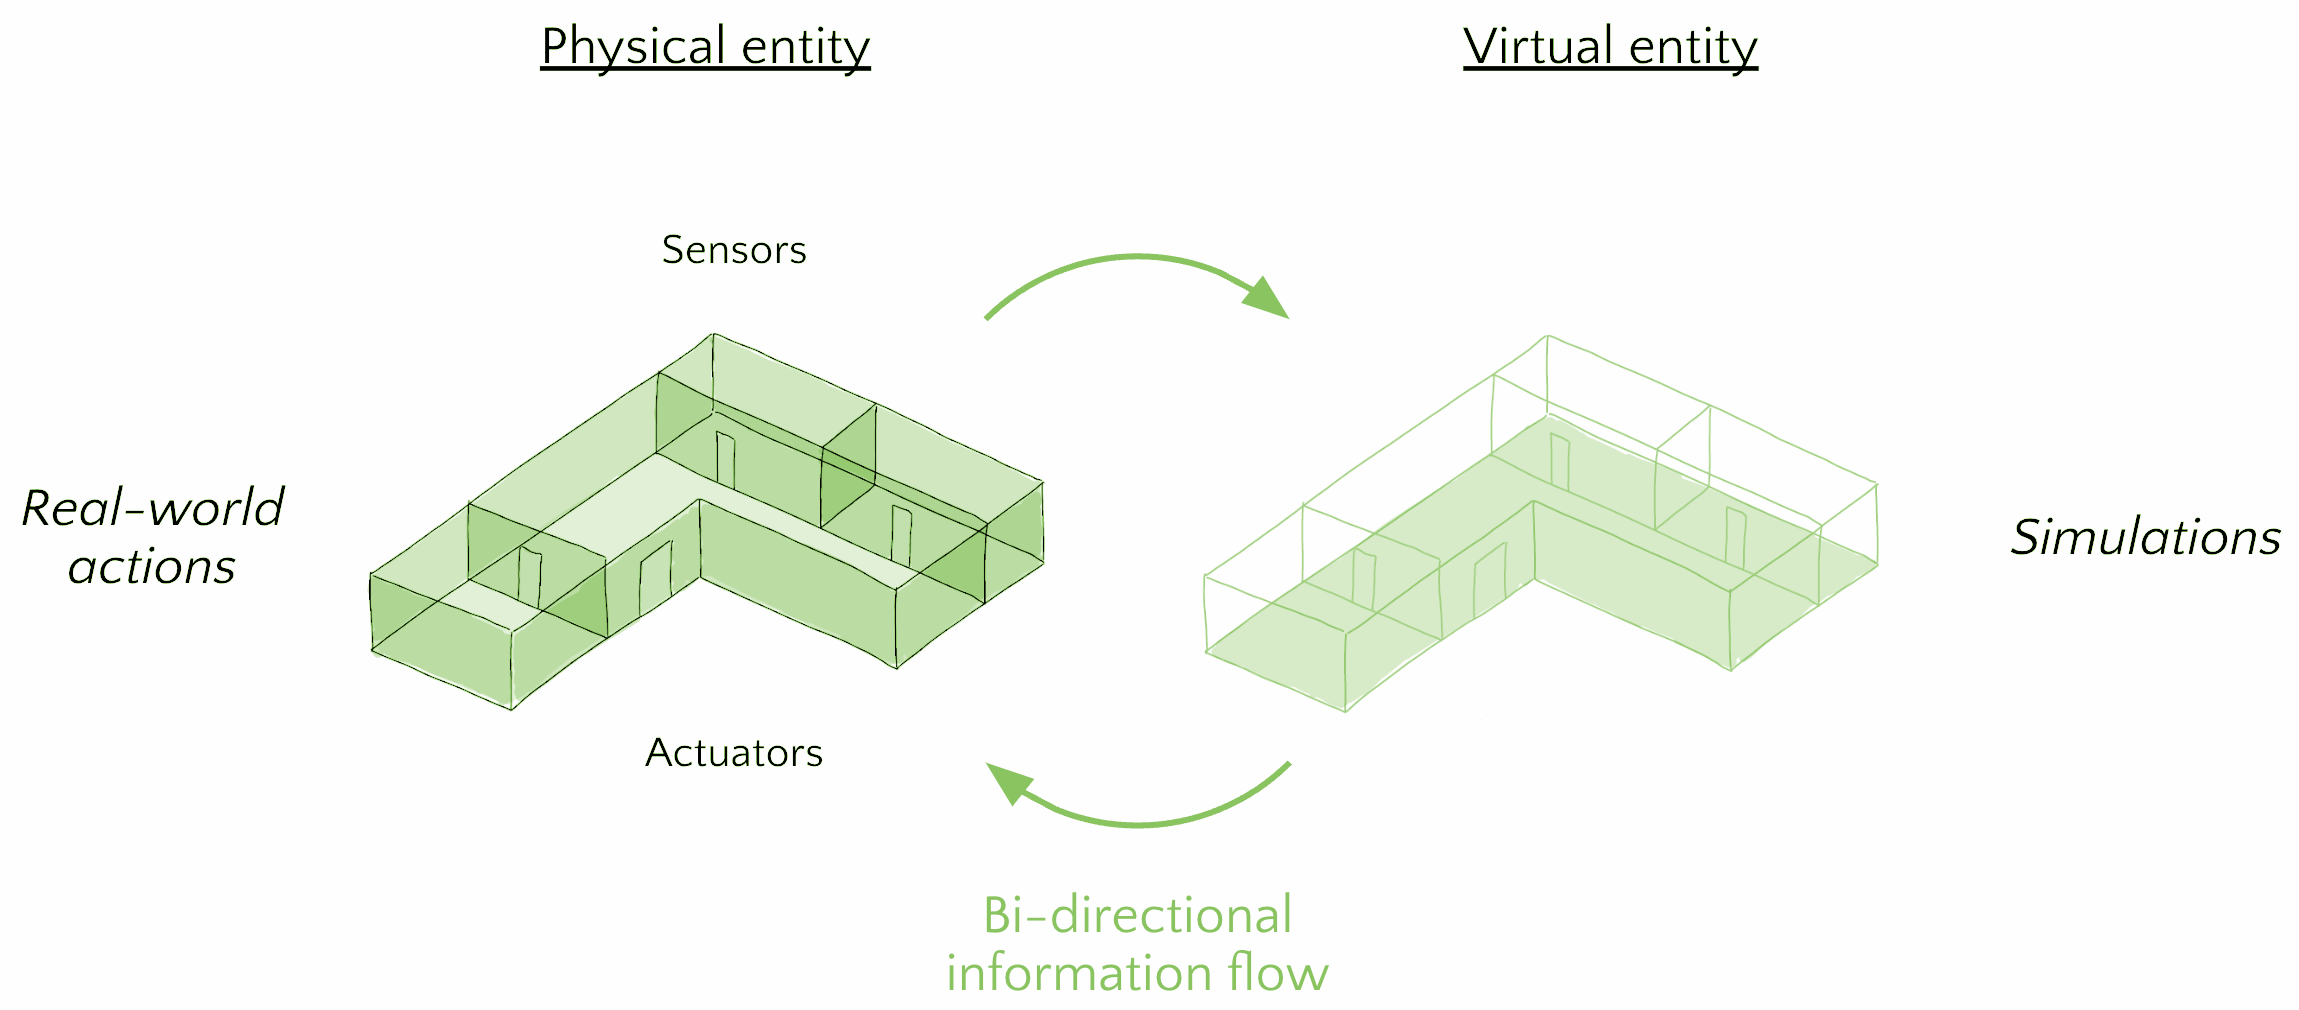 Physical entity
Virtual entity
Sensors
Real-world
actions
Simulations
Actuators
Bi-directional
information flow